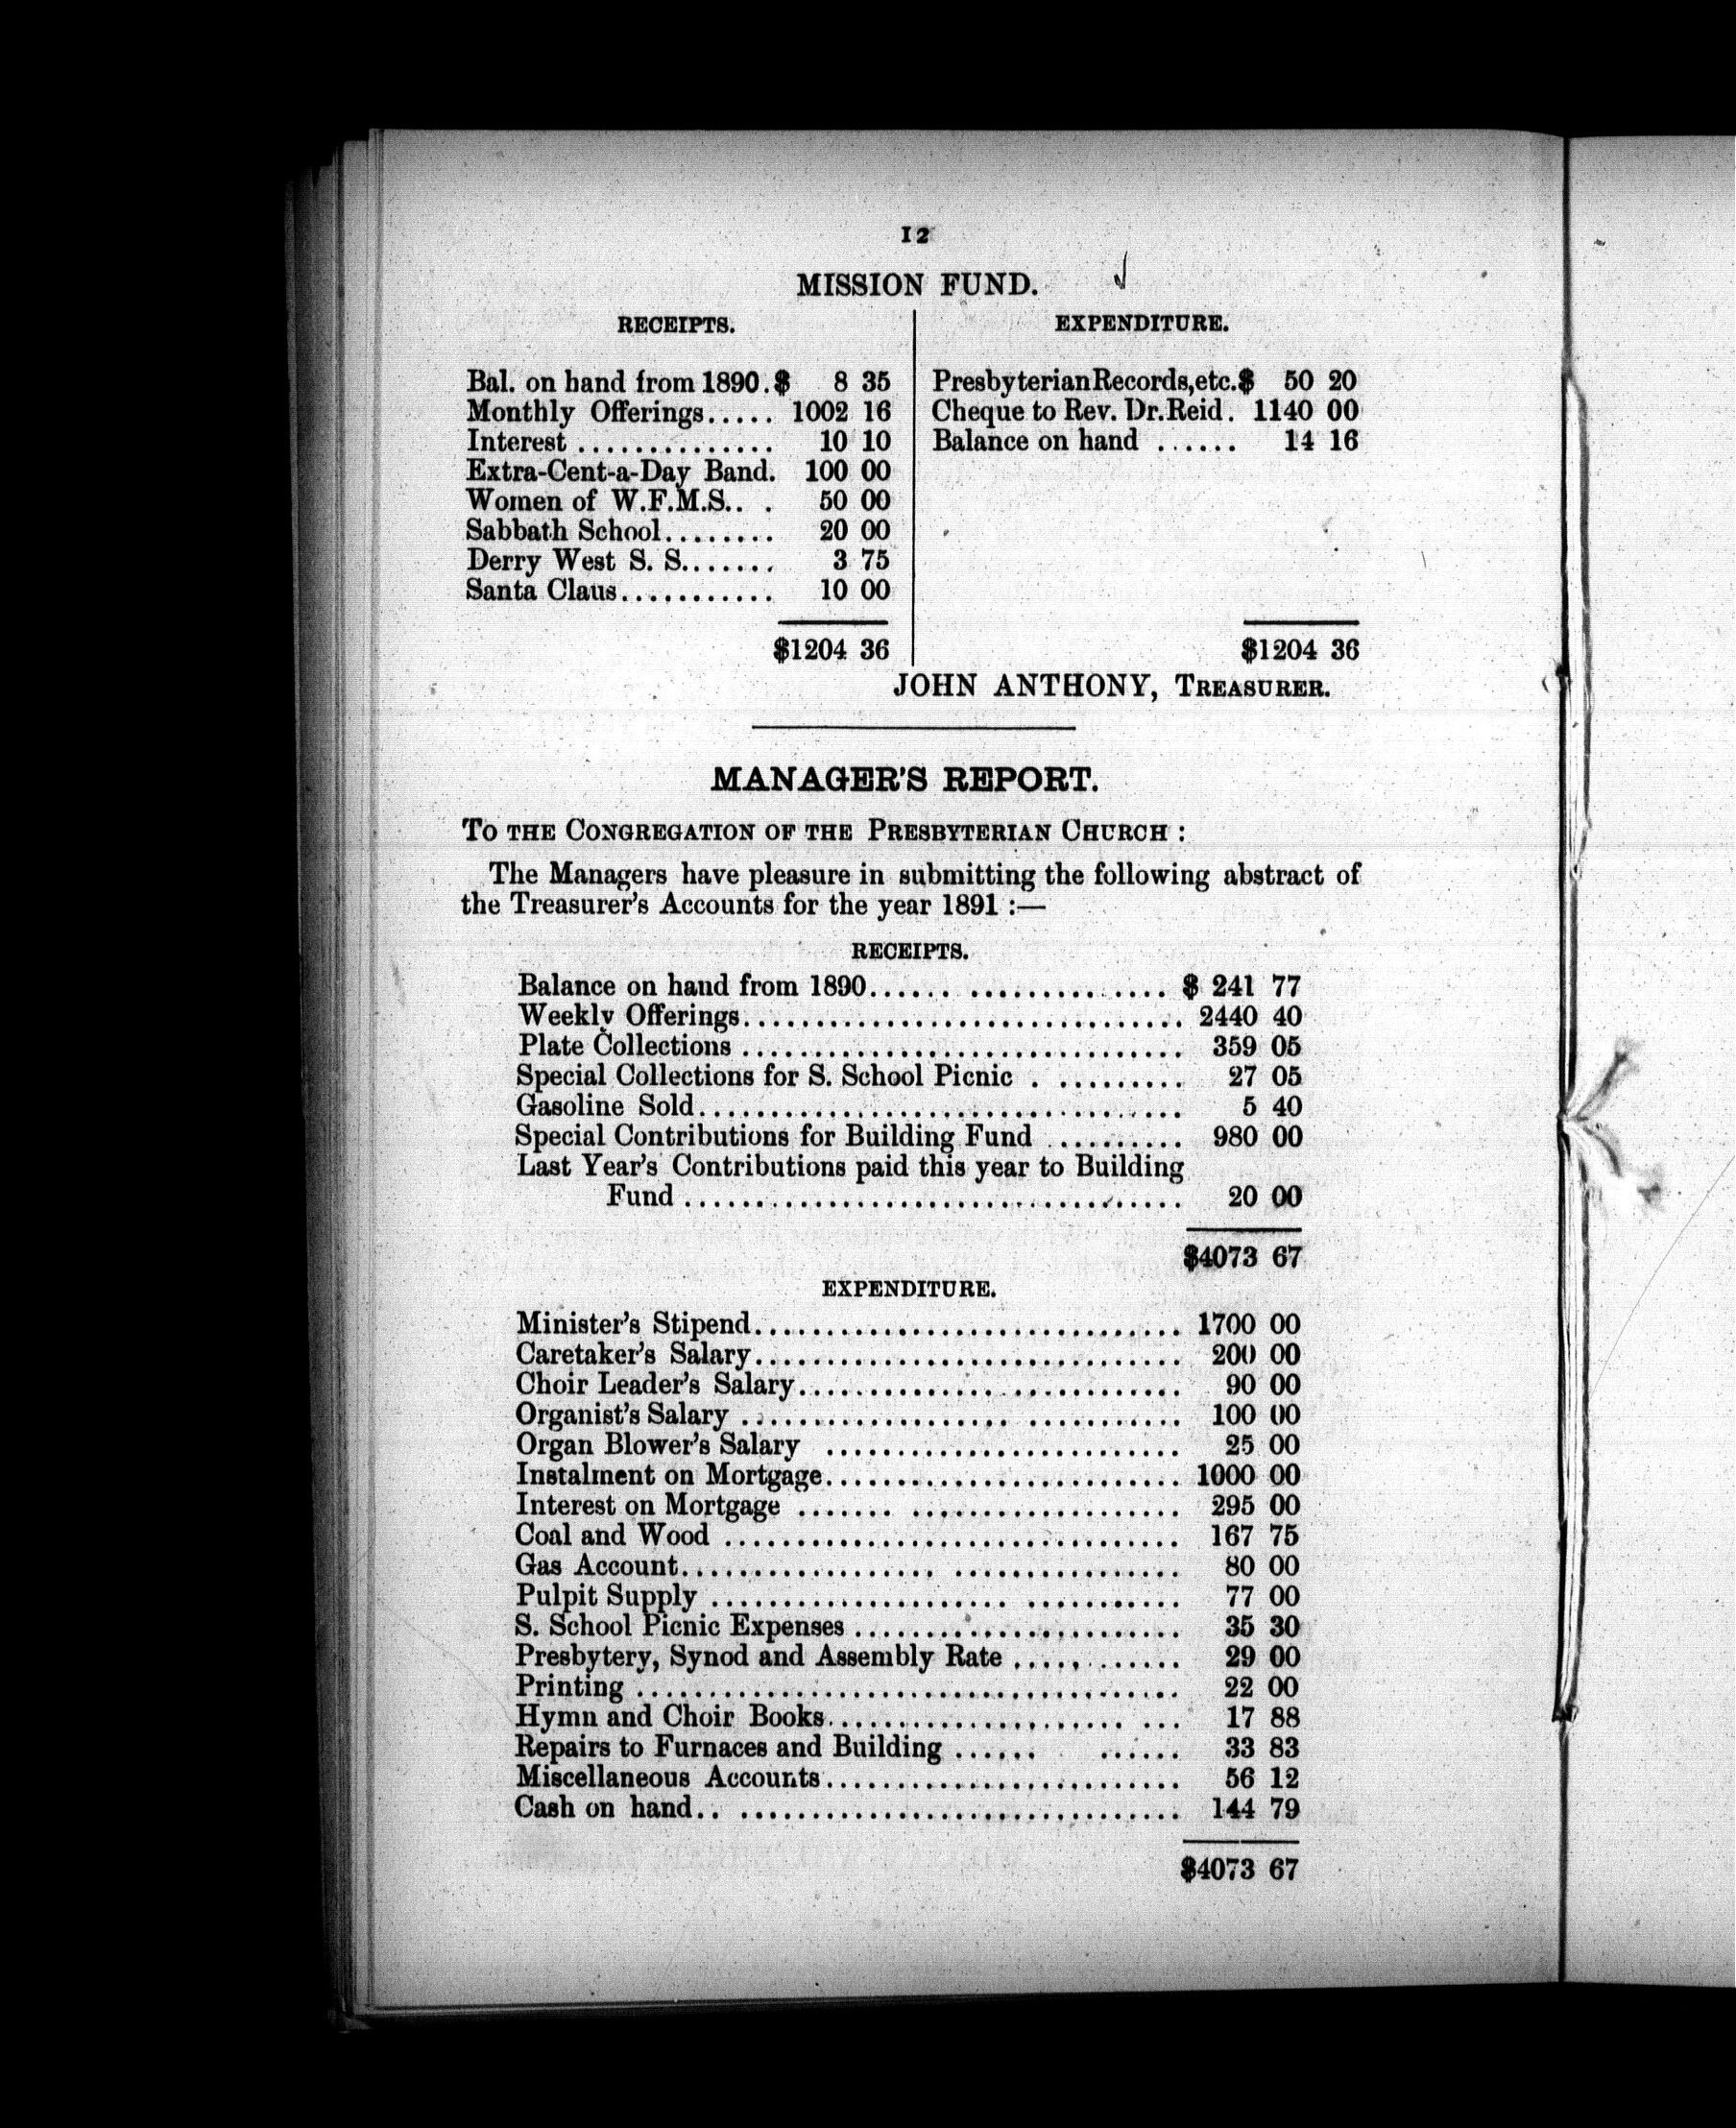 12
MISSION FUND.
RECEIPTS.
Bal. on hand from 1890.$ 8 35
Monthly Offerings..... 1002 16
Interest .............. 10 10
Extra-Cent-a-Day Band. 100 00
Women of W.F.M.S.. . 50 00
Sabbath School........ 20 00
Derry West S. S....... 3 75
Santa Claus........... 10 00
$1204 36
EXPENDITURE.
Presbyterian Records, etc.$ 50 20
Cheque to Rev. Dr. Reid. 1140 00
Balance on hand ...... 14 16
$1204 36
JOHN ANTHONY, TREASURER.
MANAGER'S REPORT.
TO THE CONGREGATION OF THE PRESBYTERIAN CHURCH :
The Managers have pleasure in submitting the following abstract of
the Treasurer's Accounts for the year 1891 :—
RECEIPTS.
Balance on hand from 1890...... .............. $ 241 77
Weekly Offerings............................... 2440 40
Plate Collections ............................... 359 05
Special Collections for S. School Picnic . ......... 27 05
Gasoline Sold.................................. 5 40
Special Contributions for Building Fund .......... 980 00
Last Year's Contributions paid this year to Building
Fund ................................... 20 00
$4073 67
EXPENDITURE.
Minister's Stipend.............................. 1700 00
Caretaker's Salary.............................. 200 00
Choir Leader's Salary.............. ............ 90 00
Organist's Salary ................... ........... 100 00
Organ Blower's Salary ......................... 25 00
Instalment on Mortgage......................... 1000 00
Interest on Mortgage ....... ................... 295 00
Coal and Wood ................................ 167 75
Gas Account.................. ................ 80 00
Pulpit Supply ....................... ........... 77 00
S. School Picnic Expenses ....................... 35 30
Presbytery, Synod and Assembly Rate ............ 29 00
Printing ...................................... 22 00
Hymn and Choir Books..................... ... 17 88
Repairs to Furnaces and Building ...... ...... 33 83
Miscellaneous Accounts......................... 56 12
Cash on hand.. ............................... 144 79
$4073 67